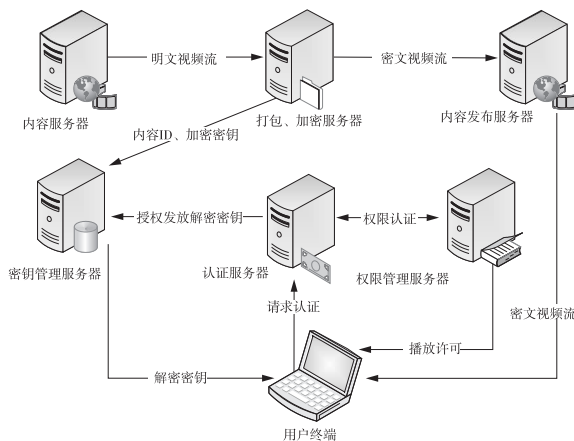 明文视频流
密文视频流
内容服务器
打包、加密服务器
内容发布服务器
内容ID、加密密钥
授权发放解密密钥
权限认证
密钥管理服务器
认证服务器
权限管理服务器
请求认证
密文视频流
播放许可
解密密钥
用户终端